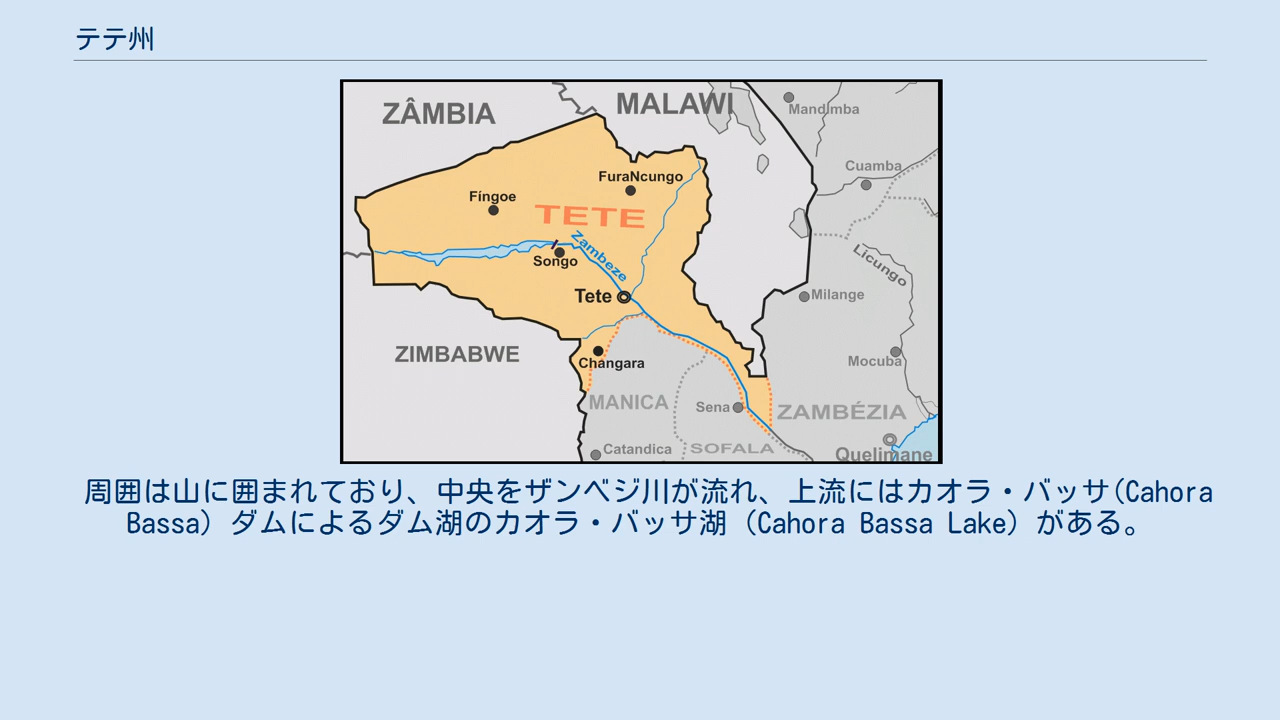 テテ州
ZÂMBIA
MALAWI
Mandimba
Cuamba
FuraNcungo
Fíngoe
TETE
Zambeze
Songo
Licungo
Tete
Milange
ZIMBABWE
Changara
Mocuba
MANICA
Sena
ZAMBÉZIA
Catandica
SOFALA
Quelimane
周囲は山に囲まれており、中央をザンベジ川が流れ、上流にはカオラ・バッサ(Cahora
Bassa) ダムによるダム湖のカオラ・バッサ湖 (Cahora Bassa Lake) がある。